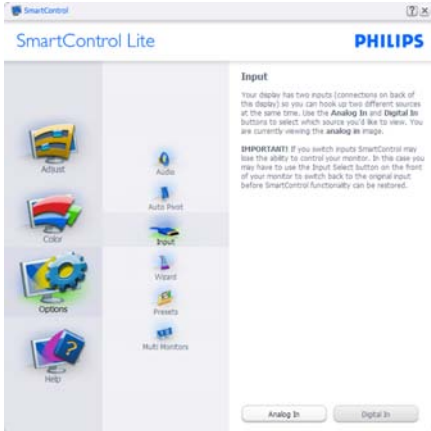 SmartControl
SmartControl Lite
PHILIPS
Adjust
Color
Options
Help
Audio
Auto Pivot
Input
Wizard
Presets
Multi Monitors
Input
Your display has two inputs (connections on back of
the display) so you can hook up two different sources
at the same time. Use the Analog In and Digital In
buttons to select which source you'd like to view. You
are currently viewing the analog in image.
IMPORTANT! If you switch inputs SmartControl may
lose the ability to control your monitor. In this case you
may have to use the Input Select button on the front
of your monitor to switch back to the original input
before SmartControl functionality can be restored.
Analog In
Digital In